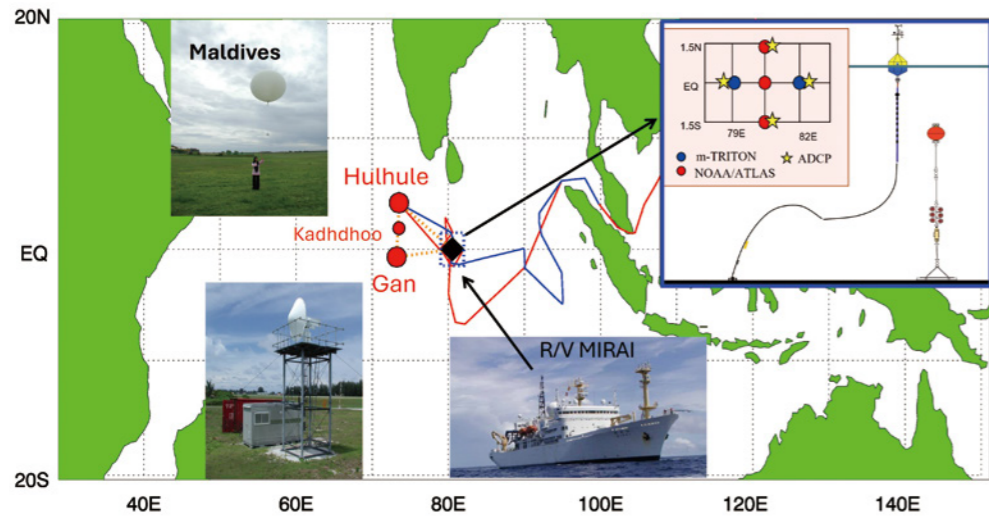 20N
Maldives
Hulhule
Kadhdhoo
EQ
Gan
R/V MIRAI
20S
40E 60E 80E 100E 120E 140E
1.5N
EQ
1.5S
79E 82E
m-TRITON ADCP
NOAA/ATLAS